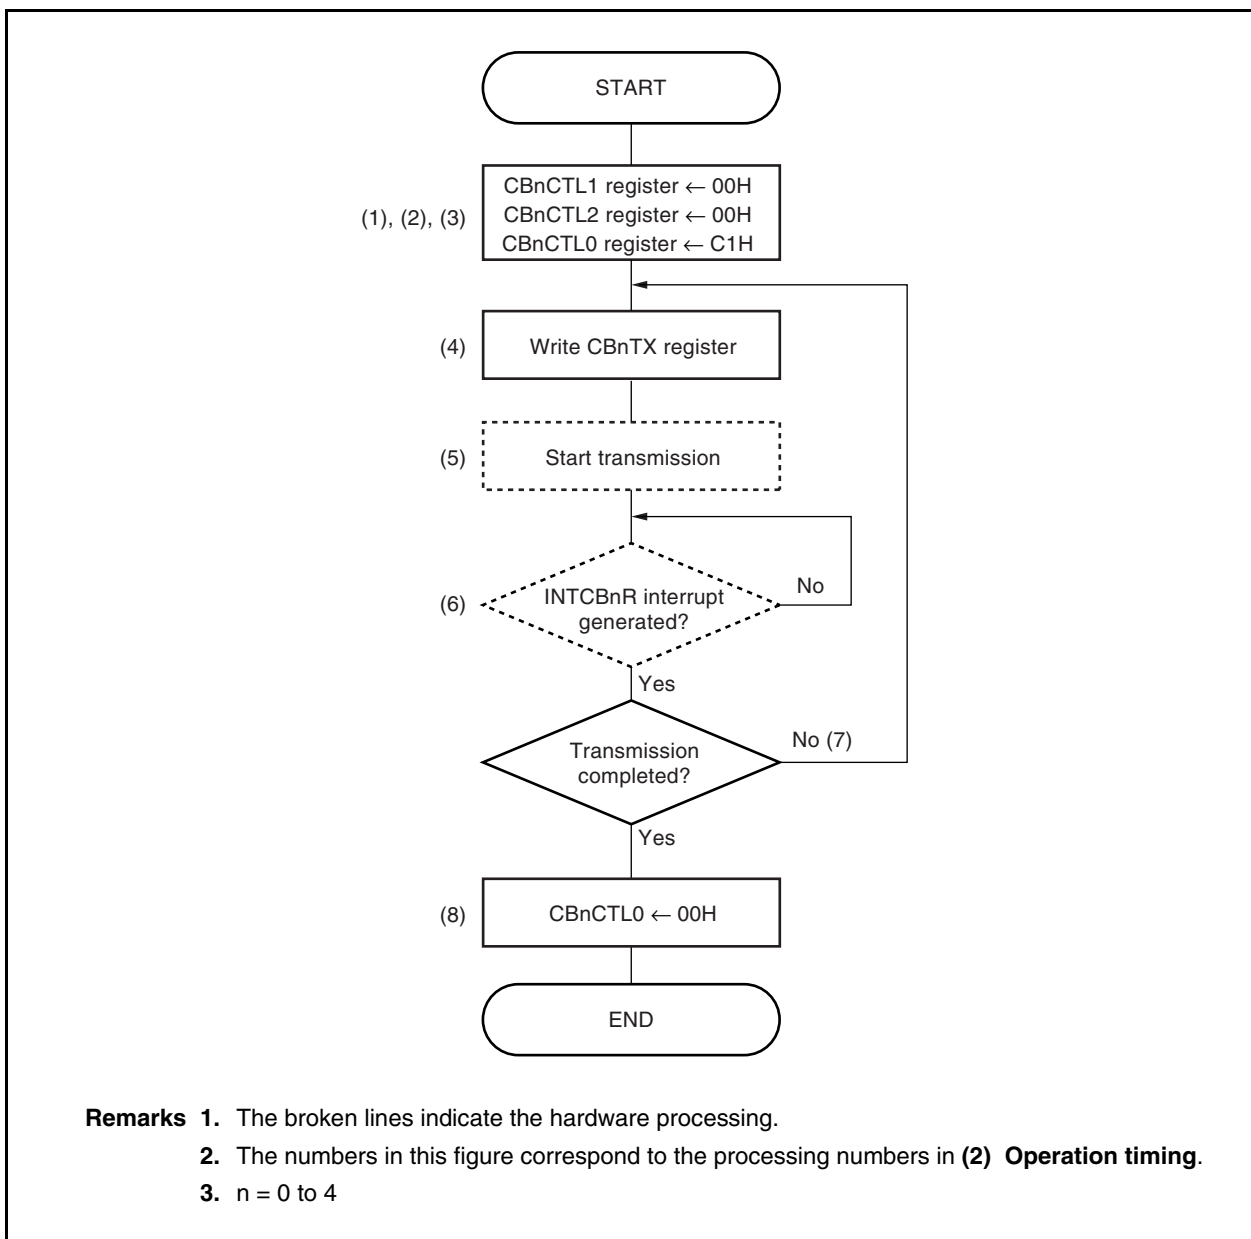 START
CBnCTL1 register ← 00H
CBnCTL2 register ← 00H
(1), (2), (3)
CBnCTL0 register ← C1H
(4) Write CBnTX register
(5) Start transmission
(6) INTCBnR interrupt
generated?
No
Yes
Transmission
completed?
No (7)
Yes
(8) CBnCTL0 ← 00H
END
Remarks 1. The broken lines indicate the hardware processing.
2. The numbers in this figure correspond to the processing numbers in (2) Operation timing.
3. n = 0 to 4